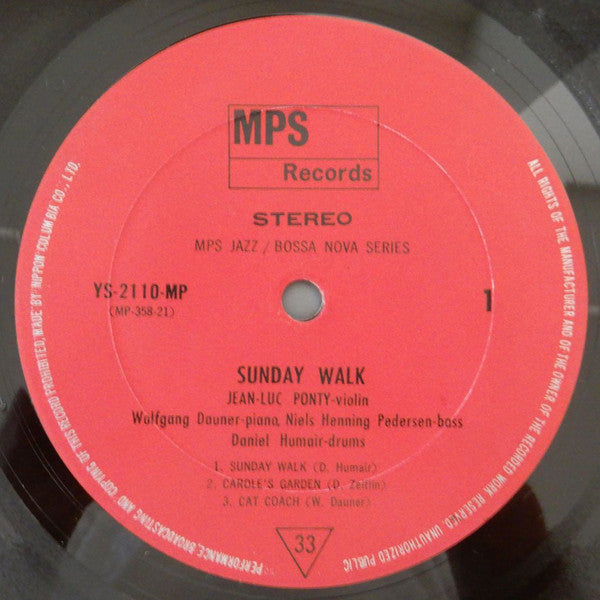 MPS
Records
STEREO
MPS JAZZ / BOSSA NOVA SERIES
YS-2110-MP
(MP-358-21)
1
SUNDAY WALK
JEAN-LUC PONTY-violin
Wolfgang Dauner-piano, Niels Henning Pedersen-bass
Daniel Humair-drums
1. SUNDAY WALK (D. Humair)
2. CAROLE'S GARDEN (D. Zeitlin)
3. CAT COACH (W. Dauner)
33
ALL RIGHTS OF THE MANUFACTURER AND OF THE OWNER OF THE RECORDED WORK RESERVED. UNAUTHORIZED PUBLIC
PERFORMANCE, BROADCASTING AND COPYING OF THIS RECORD PROHIBITED, MADE BY NIPPON COLUMBIA CO., LTD.